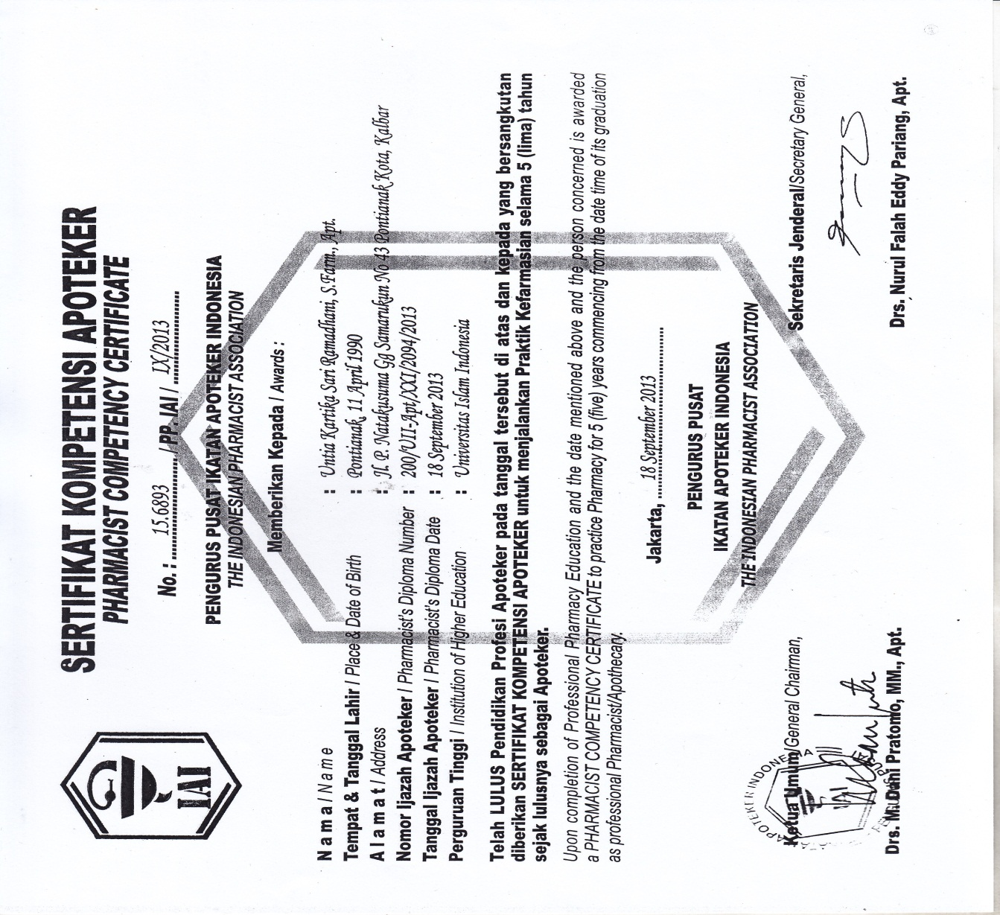 IAI
SERTIFIKAT KOMPETENSI APOTEKER
PHARMACIST COMPETENCY CERTIFICATE
No. : 15.6893 / PP. IAI / IX/2013
PENGURUS PUSAT IKATAN APOTEKER INDONESIA
THE INDONESIAN PHARMACIST ASSOCIATION
Memberikan Kepada / Awards :
N a m a / N a m e : Untia Kartika Sari Ramadhani, S.Farm., Apt.
Tempat & Tanggal Lahir / Place & Date of Birth : Pontianak, 11 April 1990
A l a m a t / Address : Jl. P. Natakusuma Gg Samarukun No 43 Pontianak Kota, Kalbar
Nomor Ijazah Apoteker / Pharmacist's Diploma Number : 200/UII-Apt/XXI/2094/2013
Tanggal Ijazah Apoteker / Pharmacist's Diploma Date : 18 September 2013
Perguruan Tinggi / Institution of Higher Education : Universitas Islam Indonesia
Telah LULUS Pendidikan Profesi Apoteker pada tanggal tersebut di atas dan kepada yang bersangkutan
diberikan SERTIFIKAT KOMPETENSI APOTEKER untuk menjalankan Praktik Kefarmasian selama 5 (lima) tahun
sejak lulusnya sebagai Apoteker.
Upon completion of Professional Pharmacy Education and the date mentioned above and the person concerned is awarded
a PHARMACIST COMPETENCY CERTIFICATE to practice Pharmacy for 5 (five) years commencing from the date time of its graduation
as professional Pharmacist/Apothecary.
Jakarta, 18 September 2013
PENGURUS PUSAT
IKATAN APOTEKER INDONESIA
THE INDONESIAN PHARMACIST ASSOCIATION
Ketua Umum/General Chairman,
Sekretaris Jenderal/Secretary General,
APOTEKER INDONESIA
IAI
PUSAT
Drs. M. Dani Pratomo, MM., Apt.
Drs. Nurul Falah Eddy Pariang, Apt.